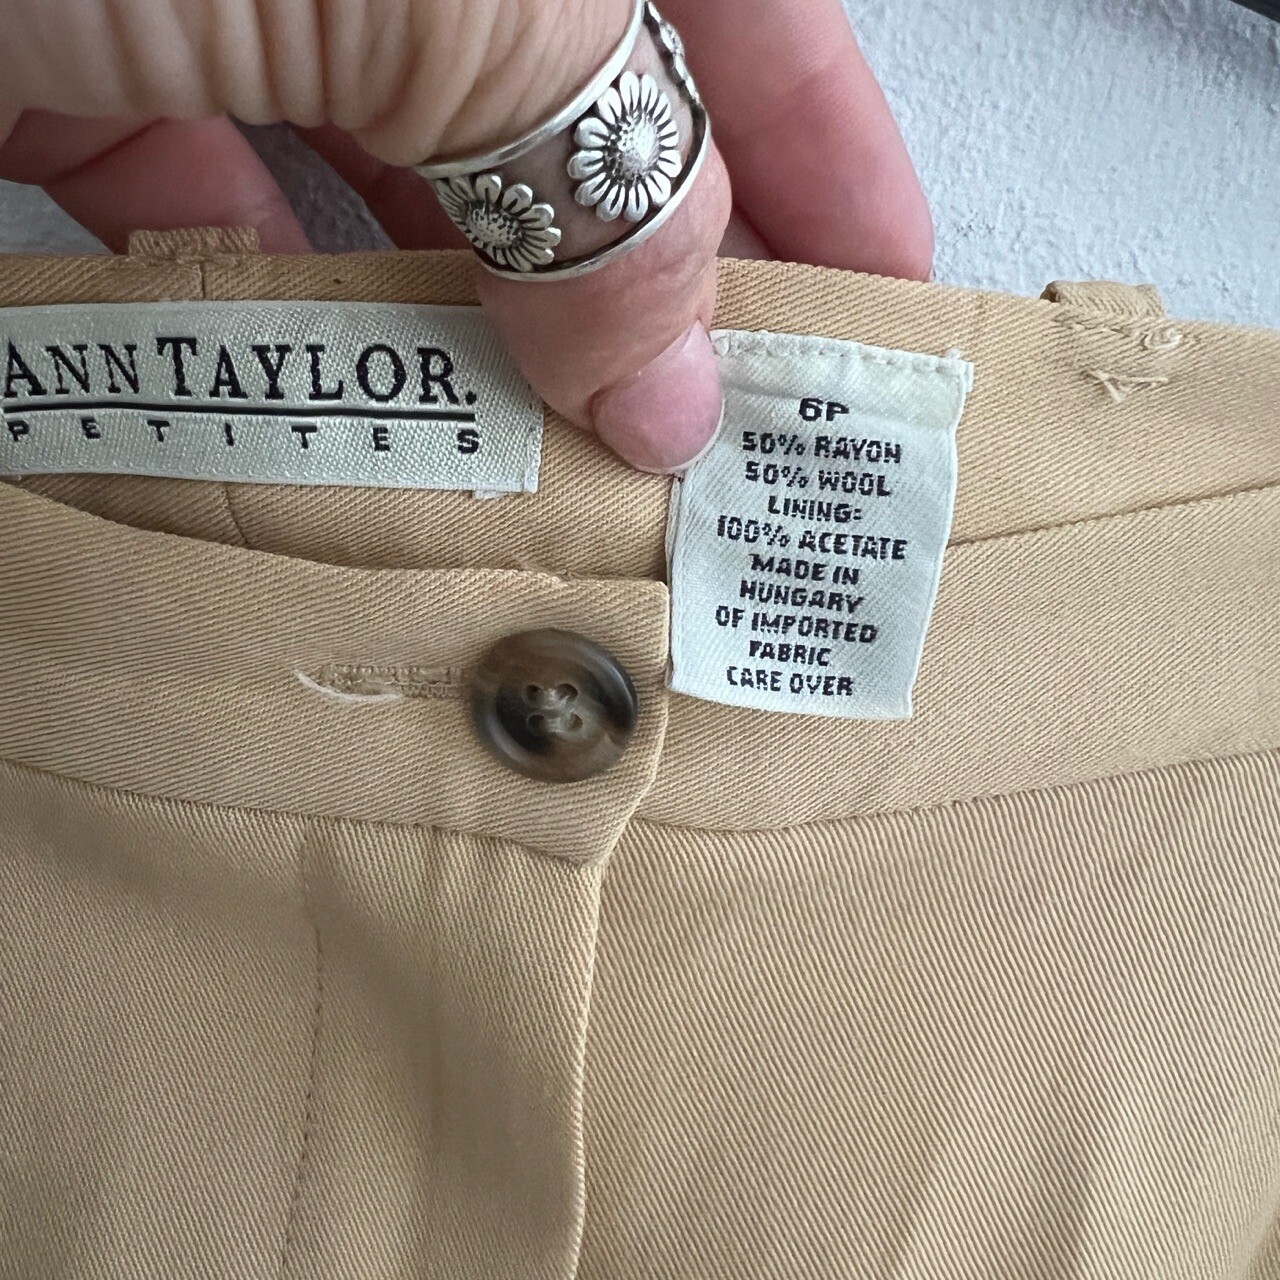 ANN TAYLOR.
PETITES
6P
50% RAYON
50% WOOL
LINING:
100% ACETATE
MADE IN
HUNGARY
OF IMPORTED
FABRIC
CARE OVER